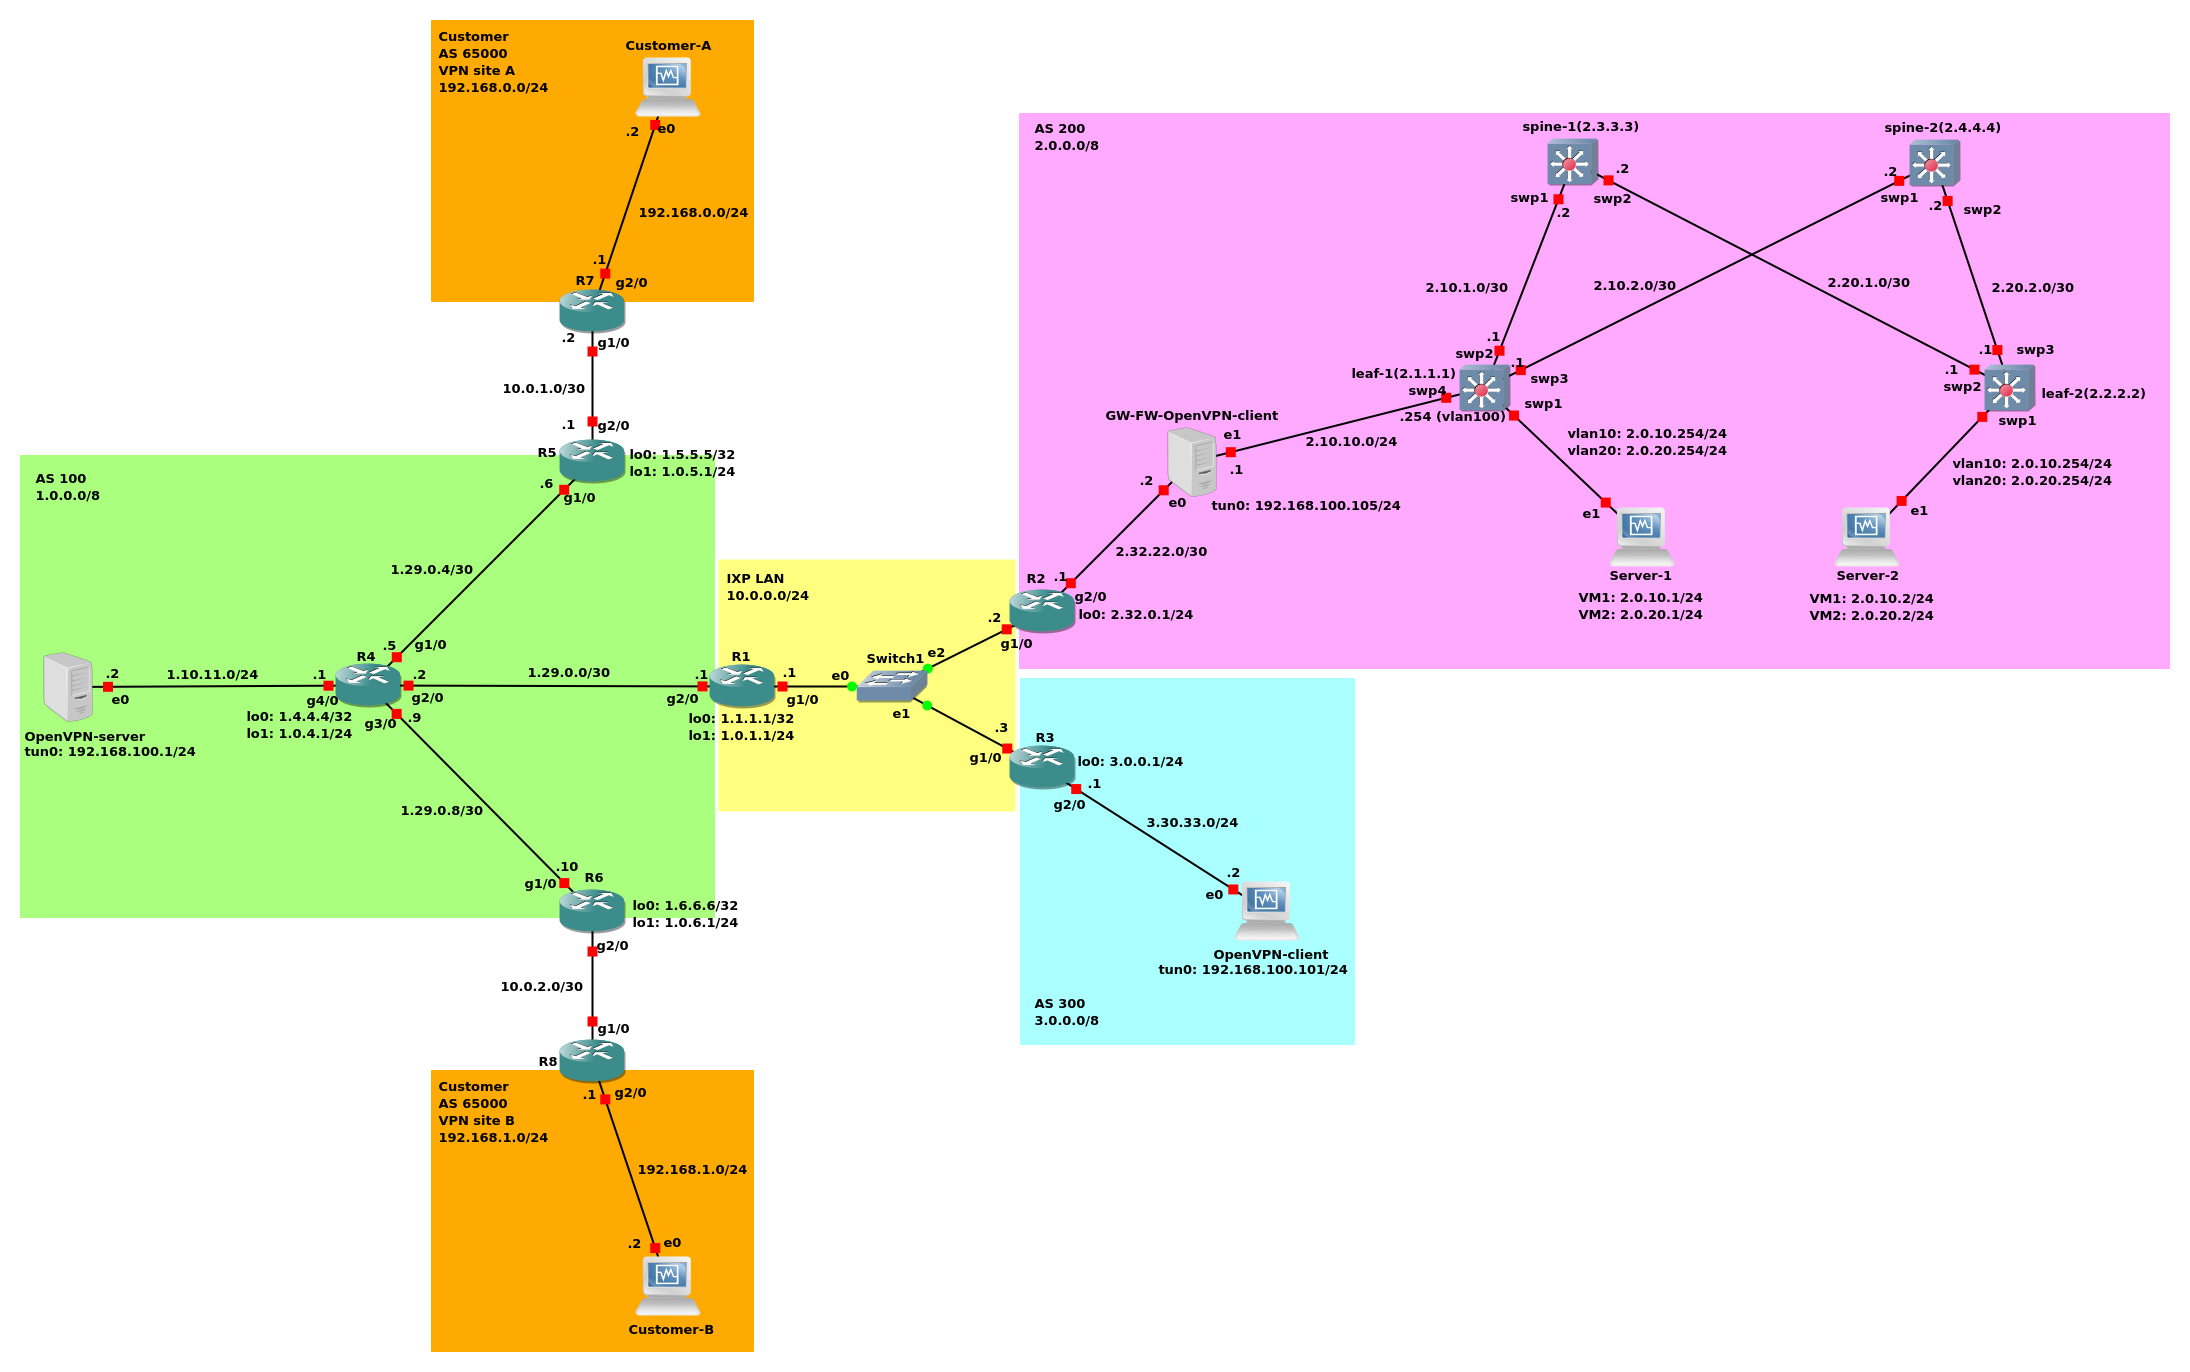 Customer
AS 65000
VPN site A
192.168.0.0/24
Customer-A
.2
e0
192.168.0.0/24
.1
g2/0
R7
.2
g1/0
10.0.1.0/30
.1
g2/0
R5
lo0: 1.5.5.5/32
lo1: 1.0.5.1/24
.6
g1/0
AS 100
1.0.0.0/8
1.29.0.4/30
.5
g1/0
R4
.2
1.10.11.0/24
.1
e0
g4/0
.2
g2/0
1.29.0.0/30
lo0: 1.4.4.4/32
lo1: 1.0.4.1/24
g3/0
.9
OpenVPN-server
tun0: 192.168.100.1/24
1.29.0.8/30
.10
g1/0
R6
lo0: 1.6.6.6/32
lo1: 1.0.6.1/24
g2/0
10.0.2.0/30
g1/0
R8
.1
g2/0
Customer
AS 65000
VPN site B
192.168.1.0/24
192.168.1.0/24
.2
e0
Customer-B
IXP LAN
10.0.0.0/24
R1
.1
g2/0
.1
g1/0
lo0: 1.1.1.1/32
lo1: 1.0.1.1/24
e0
Switch1
e2
e1
.2
g1/0
.3
g1/0
AS 200
2.0.0.0/8
R2
.1
g2/0
lo0: 2.32.0.1/24
2.32.22.0/30
GW-FW-OpenVPN-client
.2
e0
e1
.1
tun0: 192.168.100.105/24
2.10.10.0/24
spine-1(2.3.3.3)
swp1
.2
.2
swp2
spine-2(2.4.4.4)
.2
swp1
.2
swp2
2.10.1.0/30
2.10.2.0/30
2.20.1.0/30
2.20.2.0/30
.1
swp2
.1
swp3
leaf-1(2.1.1.1)
swp4
.254 (vlan100)
swp1
vlan10: 2.0.10.254/24
vlan20: 2.0.20.254/24
.1
swp3
.1
swp2
leaf-2(2.2.2.2)
swp1
vlan10: 2.0.10.254/24
vlan20: 2.0.20.254/24
e1
Server-1
VM1: 2.0.10.1/24
VM2: 2.0.20.1/24
e1
Server-2
VM1: 2.0.10.2/24
VM2: 2.0.20.2/24
R3
lo0: 3.0.0.1/24
.1
g2/0
3.30.33.0/24
.2
e0
OpenVPN-client
tun0: 192.168.100.101/24
AS 300
3.0.0.0/8